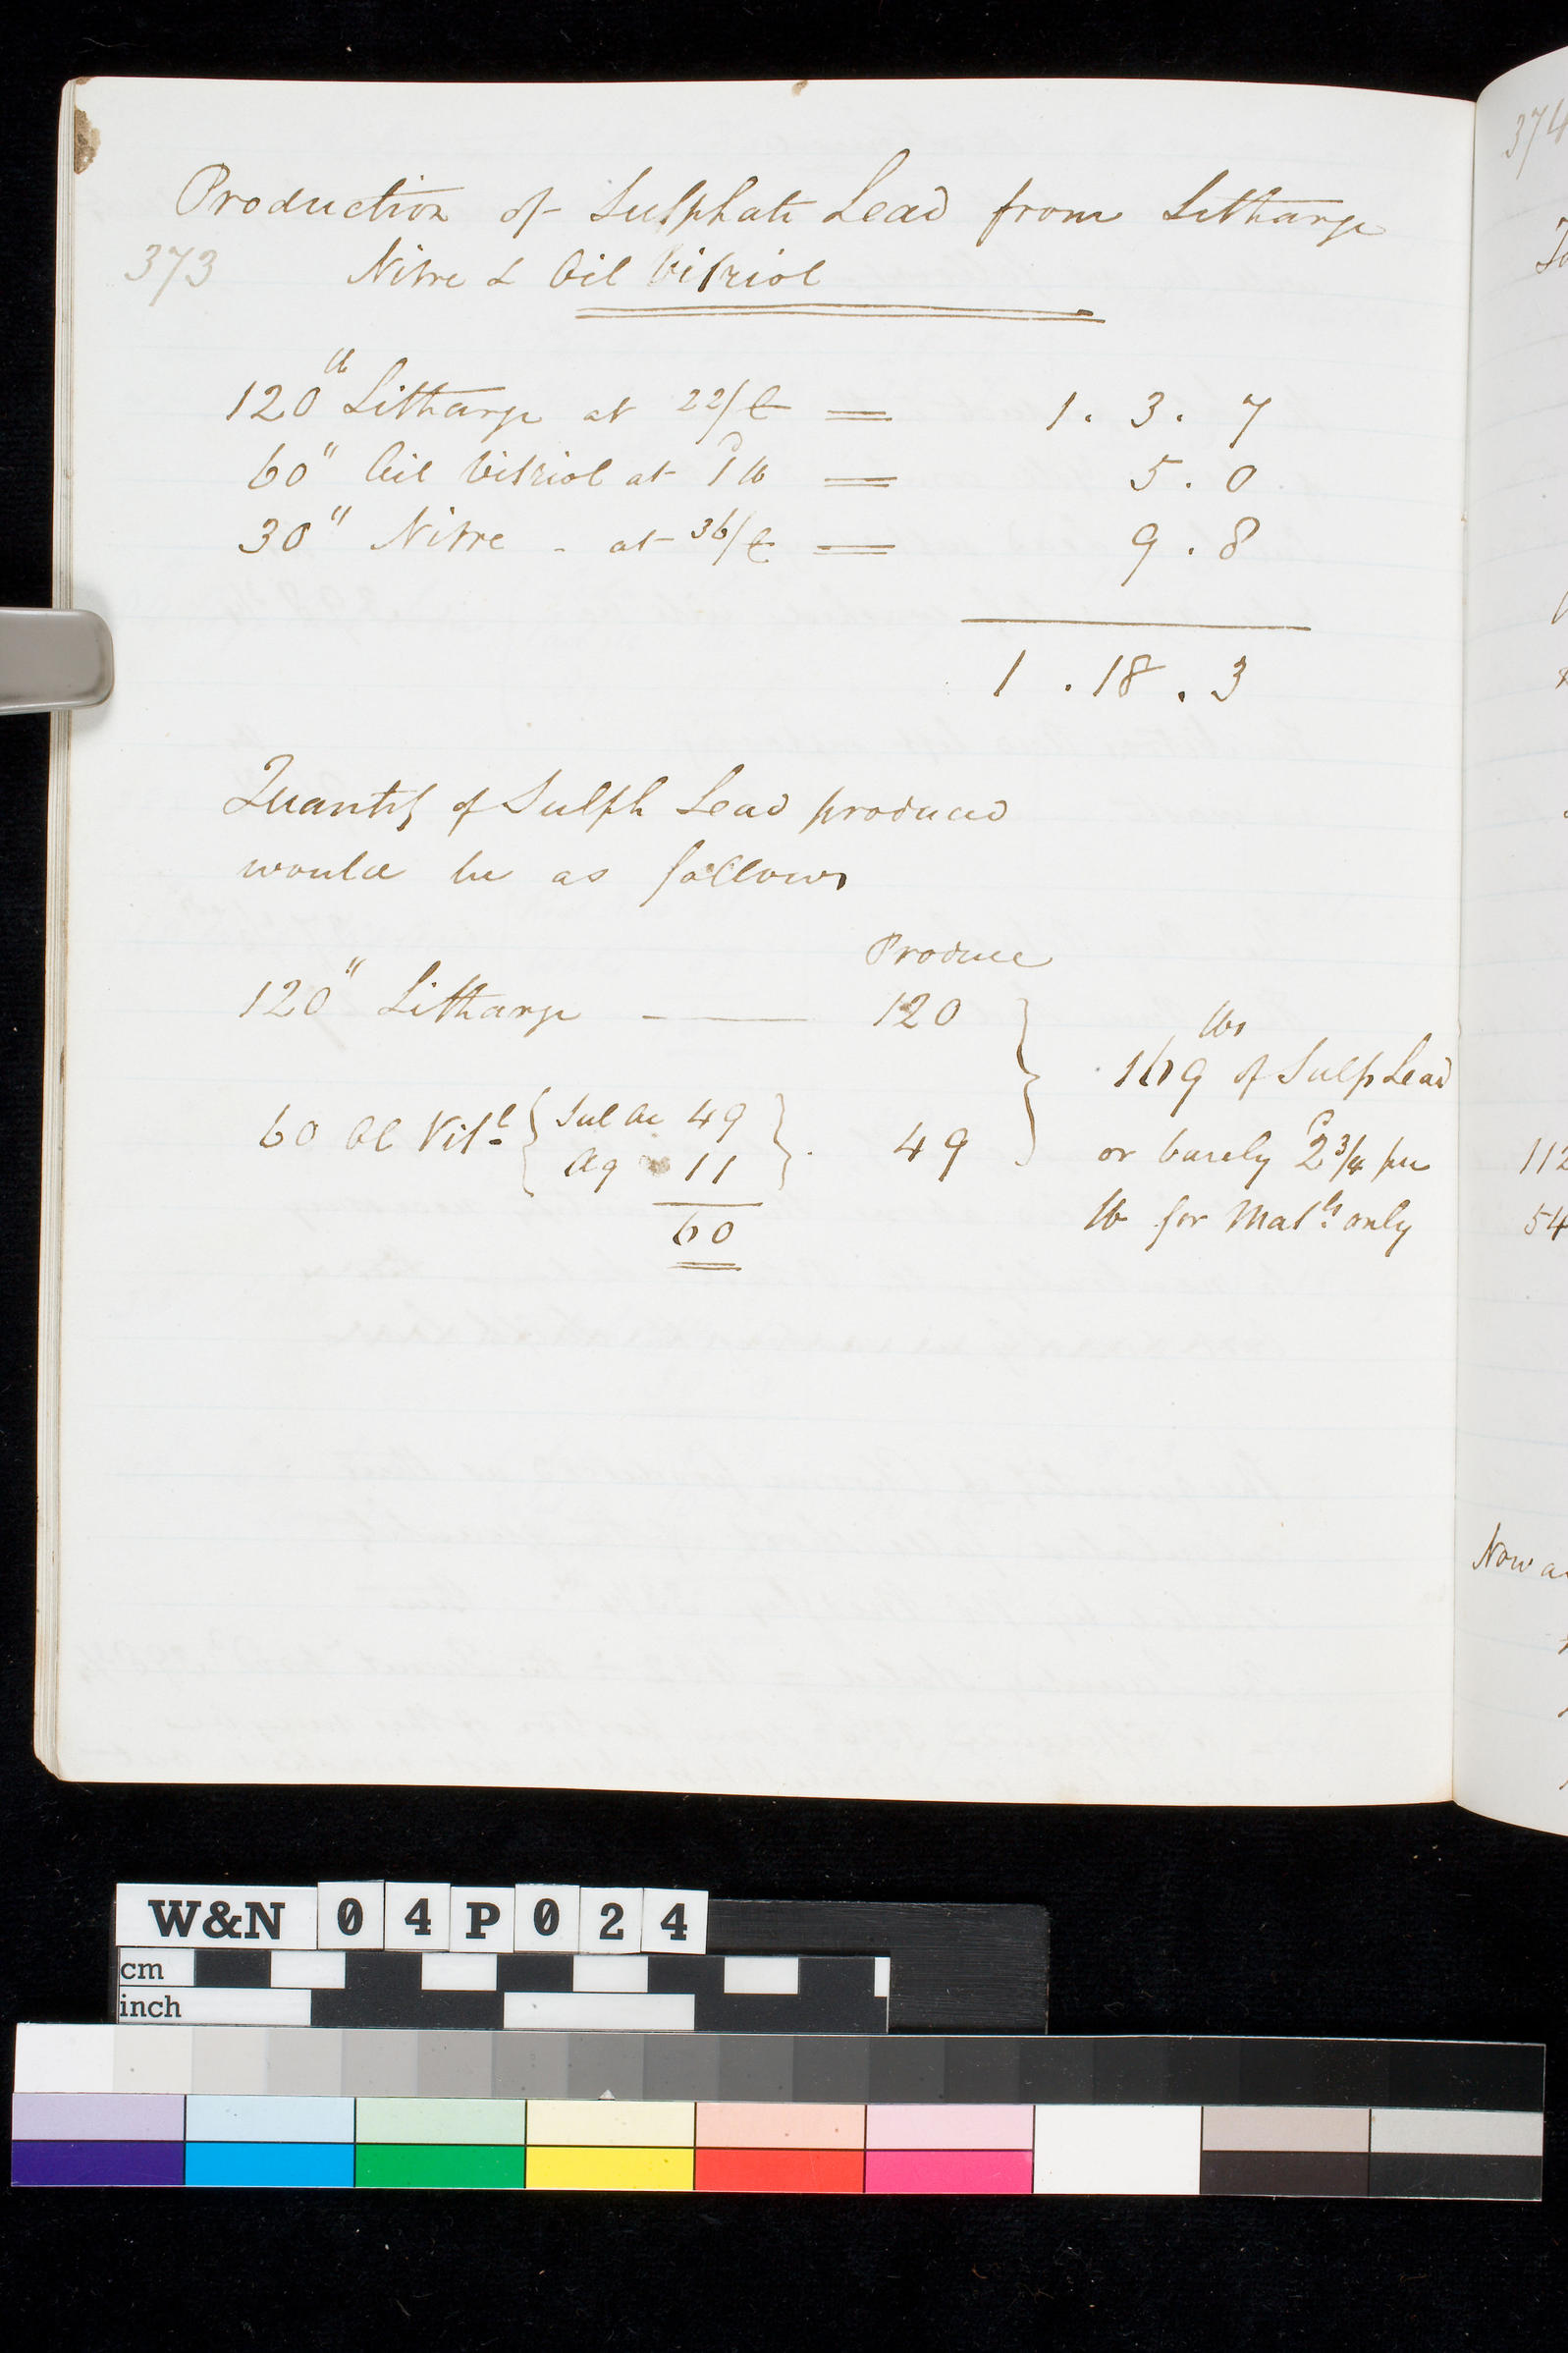 Production of Sulphate Lead from Litharge
373 Nitre & Oil Vitriol
120 lb Litharge at 22/C = 1 . 3 . 7
60 " Oil Vitriol at 1d lb = 5 . 0
30 " Nitre - at 36/C = 9 . 8
1 . 18 . 3
Quantity of Sulph Lead produced
would be as follows
Produce
120 " Litharge — 120
lbs
169 of Sulph Lead
60 Ol Vitl { Sul Ac 49 } 49
Aq 11
or barely 2d 3/4 per
60
lb for Matls only
374
112
54
Now a
W&N 04P024
cm
inch